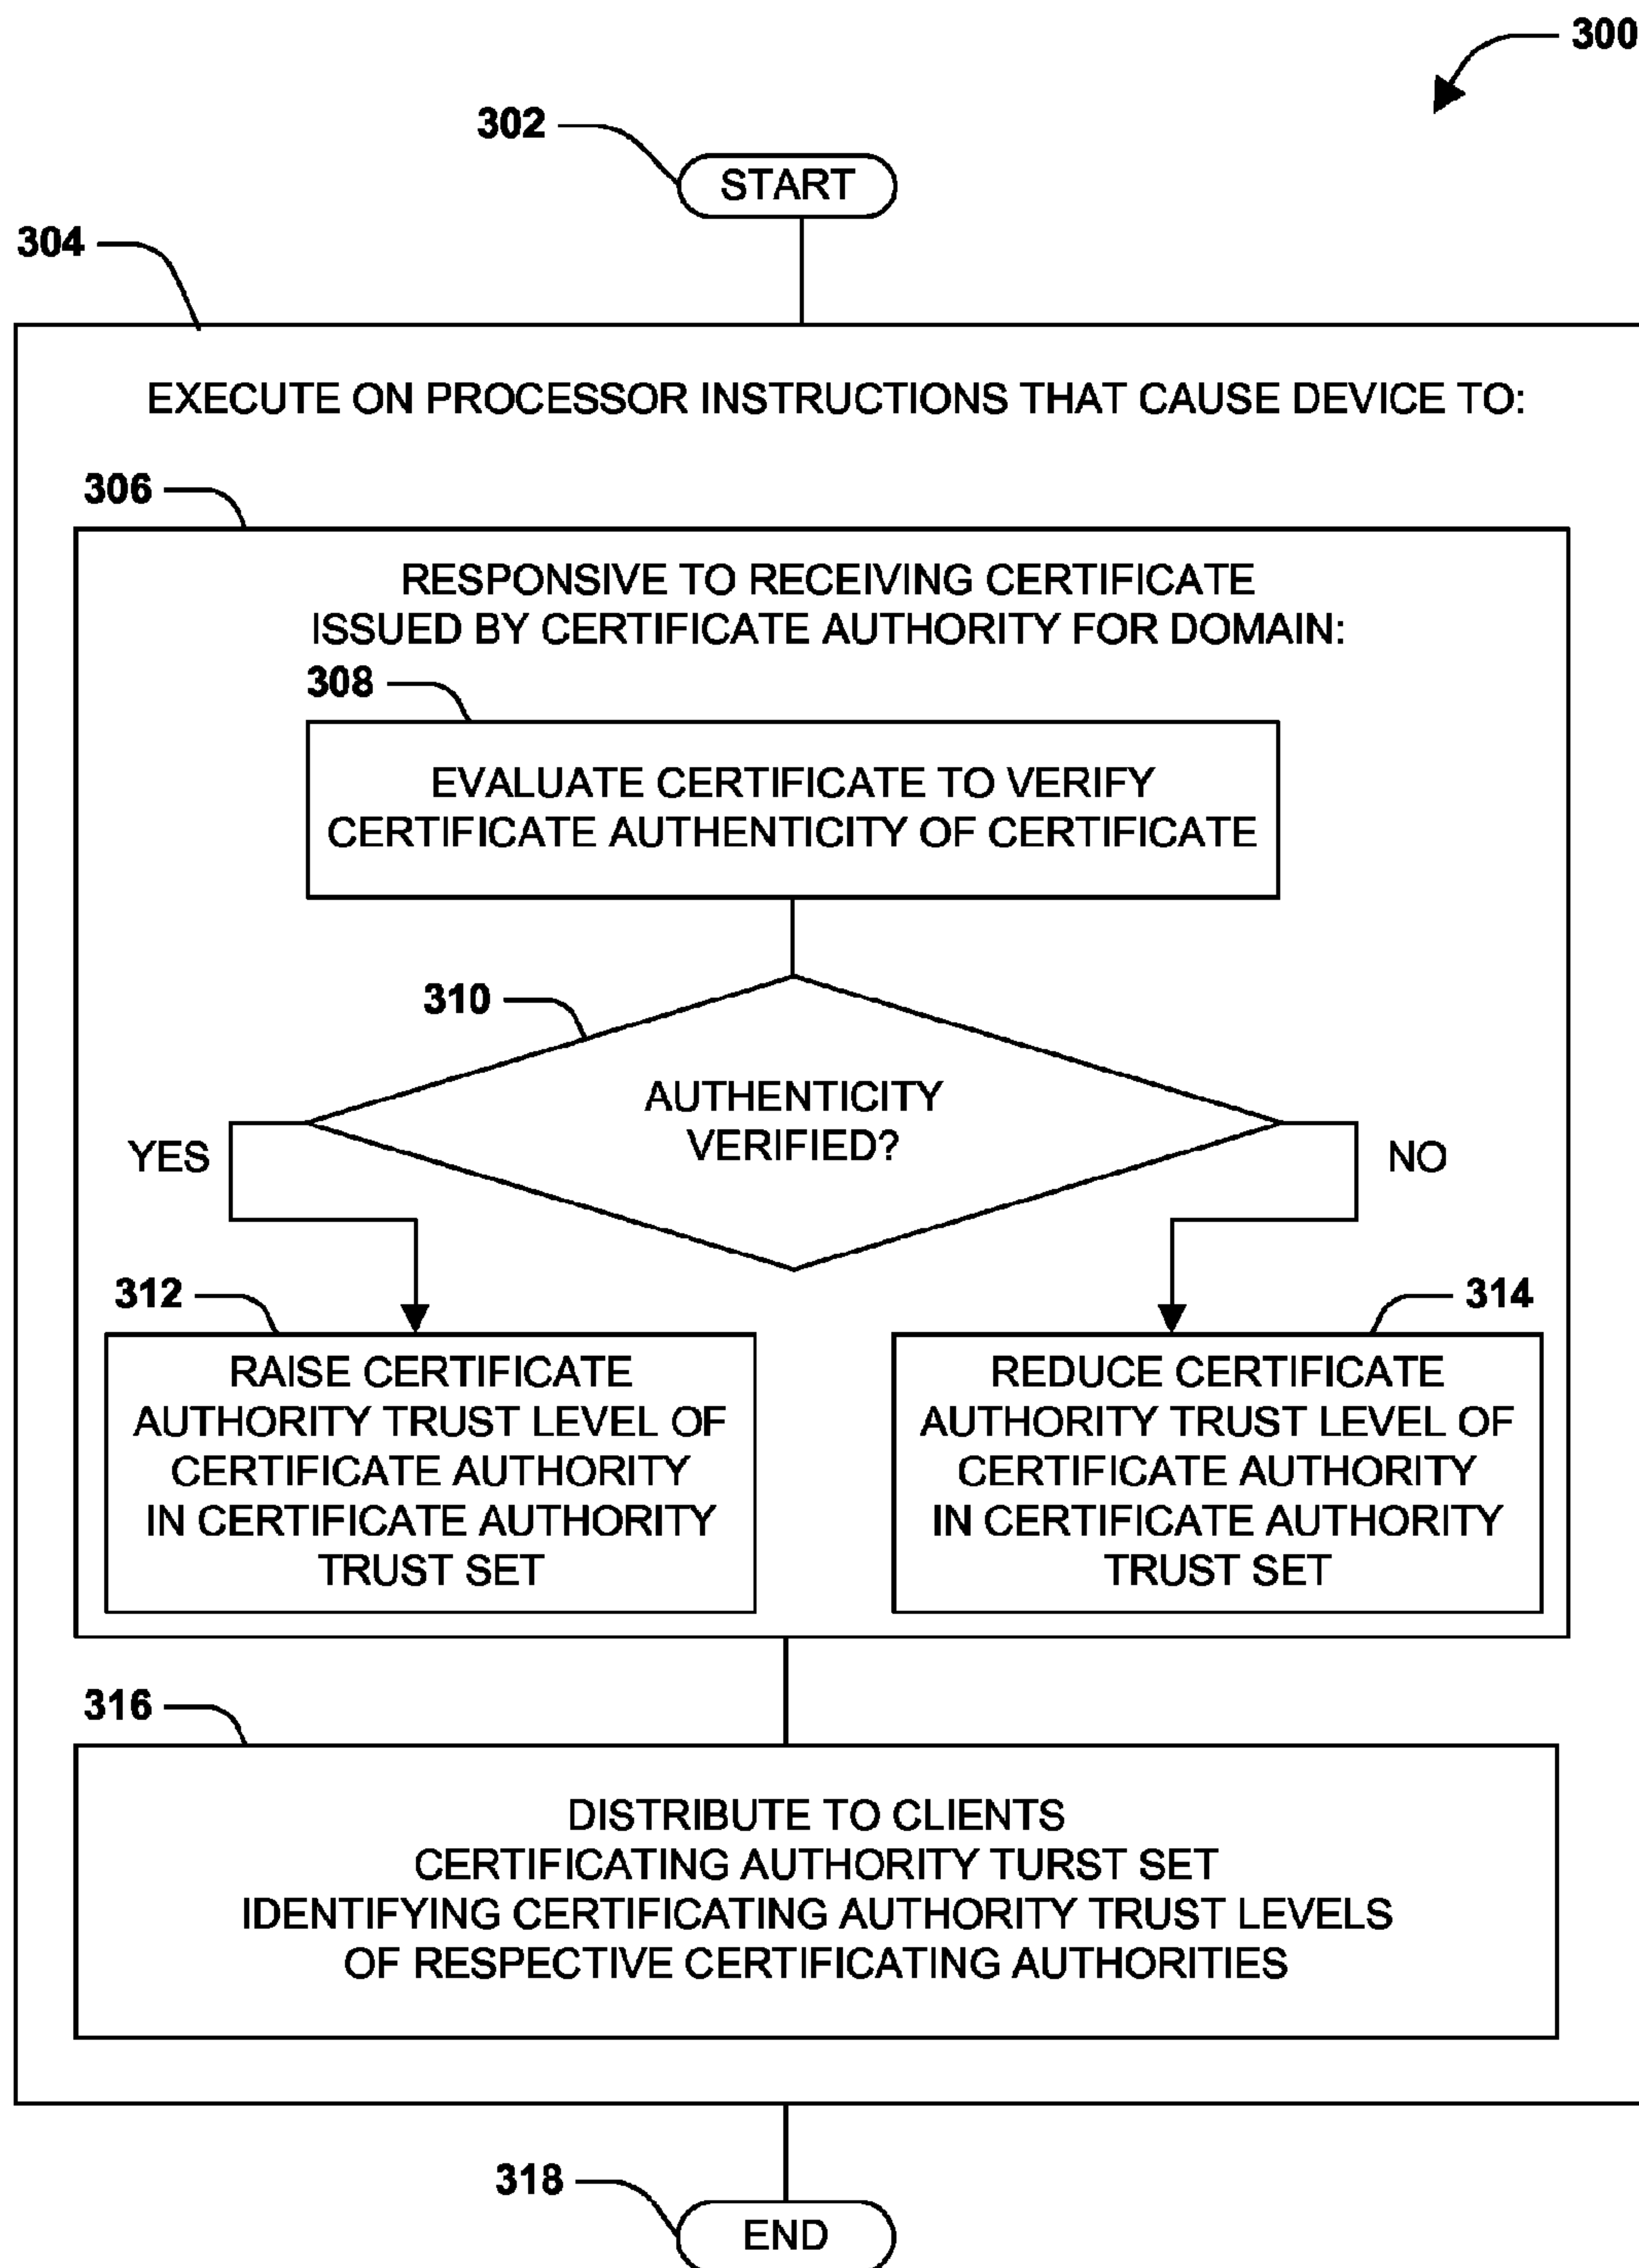 300
302
START
304
EXECUTE ON PROCESSOR INSTRUCTIONS THAT CAUSE DEVICE TO:
306
RESPONSIVE TO RECEIVING CERTIFICATE
ISSUED BY CERTIFICATE AUTHORITY FOR DOMAIN:
308
EVALUATE CERTIFICATE TO VERIFY
CERTIFICATE AUTHENTICITY OF CERTIFICATE
310
AUTHENTICITY
VERIFIED?
YES
NO
312
RAISE CERTIFICATE
AUTHORITY TRUST LEVEL OF
CERTIFICATE AUTHORITY
IN CERTIFICATE AUTHORITY
TRUST SET
314
REDUCE CERTIFICATE
AUTHORITY TRUST LEVEL OF
CERTIFICATE AUTHORITY
IN CERTIFICATE AUTHORITY
TRUST SET
316
DISTRIBUTE TO CLIENTS
CERTIFICATING AUTHORITY TURST SET
IDENTIFYING CERTIFICATING AUTHORITY TRUST LEVELS
OF RESPECTIVE CERTIFICATING AUTHORITIES
318
END